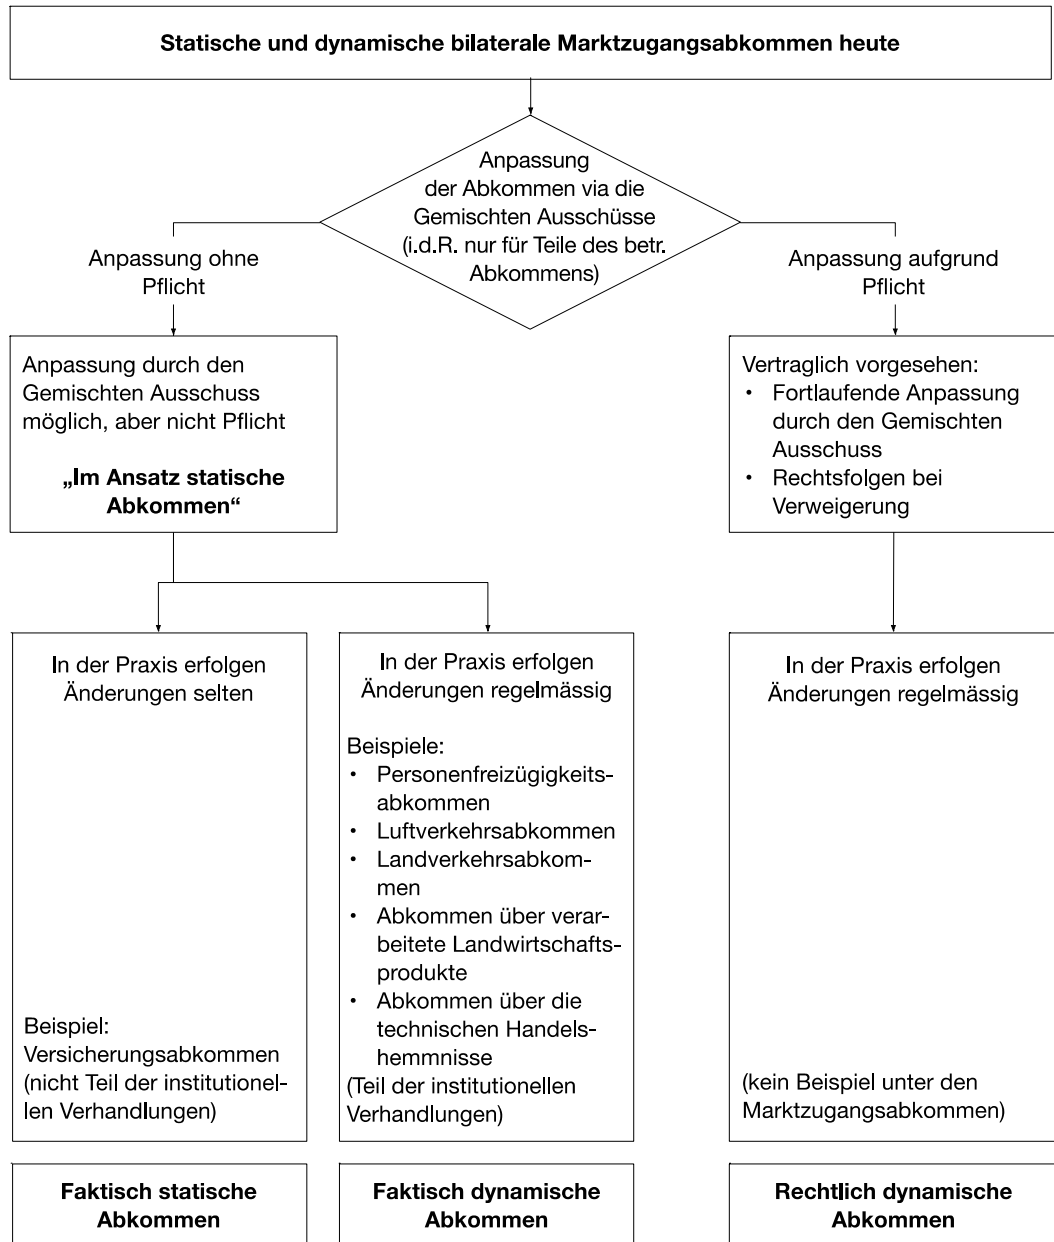 Statische und dynamische bilaterale Marktzugangsabkommen heute
Anpassung
der Abkommen via die
Gemischten Ausschüsse
(i.d.R. nur für Teile des betr.
Abkommens)
Anpassung ohne
Pflicht
Anpassung aufgrund
Pflicht
Anpassung durch den
Gemischten Ausschuss
möglich, aber nicht Pflicht
„Im Ansatz statische
Abkommen“
Vertraglich vorgesehen:
• Fortlaufende Anpassung
durch den Gemischten
Ausschuss
• Rechtsfolgen bei
Verweigerung
In der Praxis erfolgen
Änderungen selten
Beispiel:
Versicherungsabkommen
(nicht Teil der institutionel-
len Verhandlungen)
In der Praxis erfolgen
Änderungen regelmässig
Beispiele:
• Personenfreizügigkeits-
abkommen
• Luftverkehrsabkommen
• Landverkehrsabkom-
men
• Abkommen über verar-
beitete Landwirtschafts-
produkte
• Abkommen über die
technischen Handels-
hemmnisse
(Teil der institutionellen
Verhandlungen)
In der Praxis erfolgen
Änderungen regelmässig
(kein Beispiel unter den
Marktzugangsabkommen)
Faktisch statische
Abkommen
Faktisch dynamische
Abkommen
Rechtlich dynamische
Abkommen